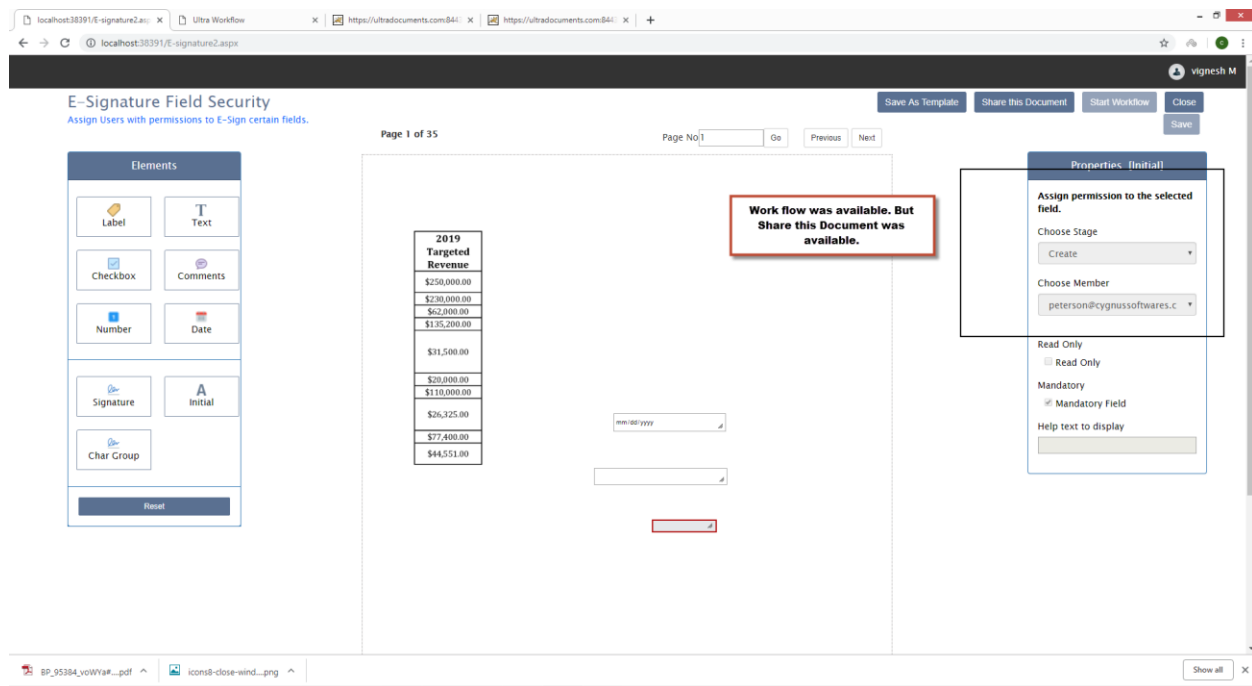 localhost:38391/E-signature2.asp
Ultra Workflow
https://ultradocuments.com:844
https://ultradocuments.com:844
localhost:38391/E-signature2.aspx
vignesh M
E-Signature Field Security
Assign Users with permissions to E-Sign certain fields.
Save As Template
Share this Document
Start Workflow
Close
Save
Page 1 of 35
Page No 1
Go
Previous
Next
Elements
Label
Text
Checkbox
Comments
Number
Date
Signature
Initial
Char Group
Reset
2019
Targeted
Revenue
$250,000.00
$230,000.00
$62,000.00
$135,200.00
$31,500.00
$20,000.00
$110,000.00
$26,325.00
$77,400.00
$44,551.00
mm/dd/yyyy
Work flow was available. But
Share this Document was
available.
Properties [Initial]
Assign permission to the selected
field.
Choose Stage
Create
Choose Member
peterson@cygnussoftwares.c
Read Only
Read Only
Mandatory
Mandatory Field
Help text to display
BP_95384_voWYa#....pdf
icons8-close-wind....png
Show all